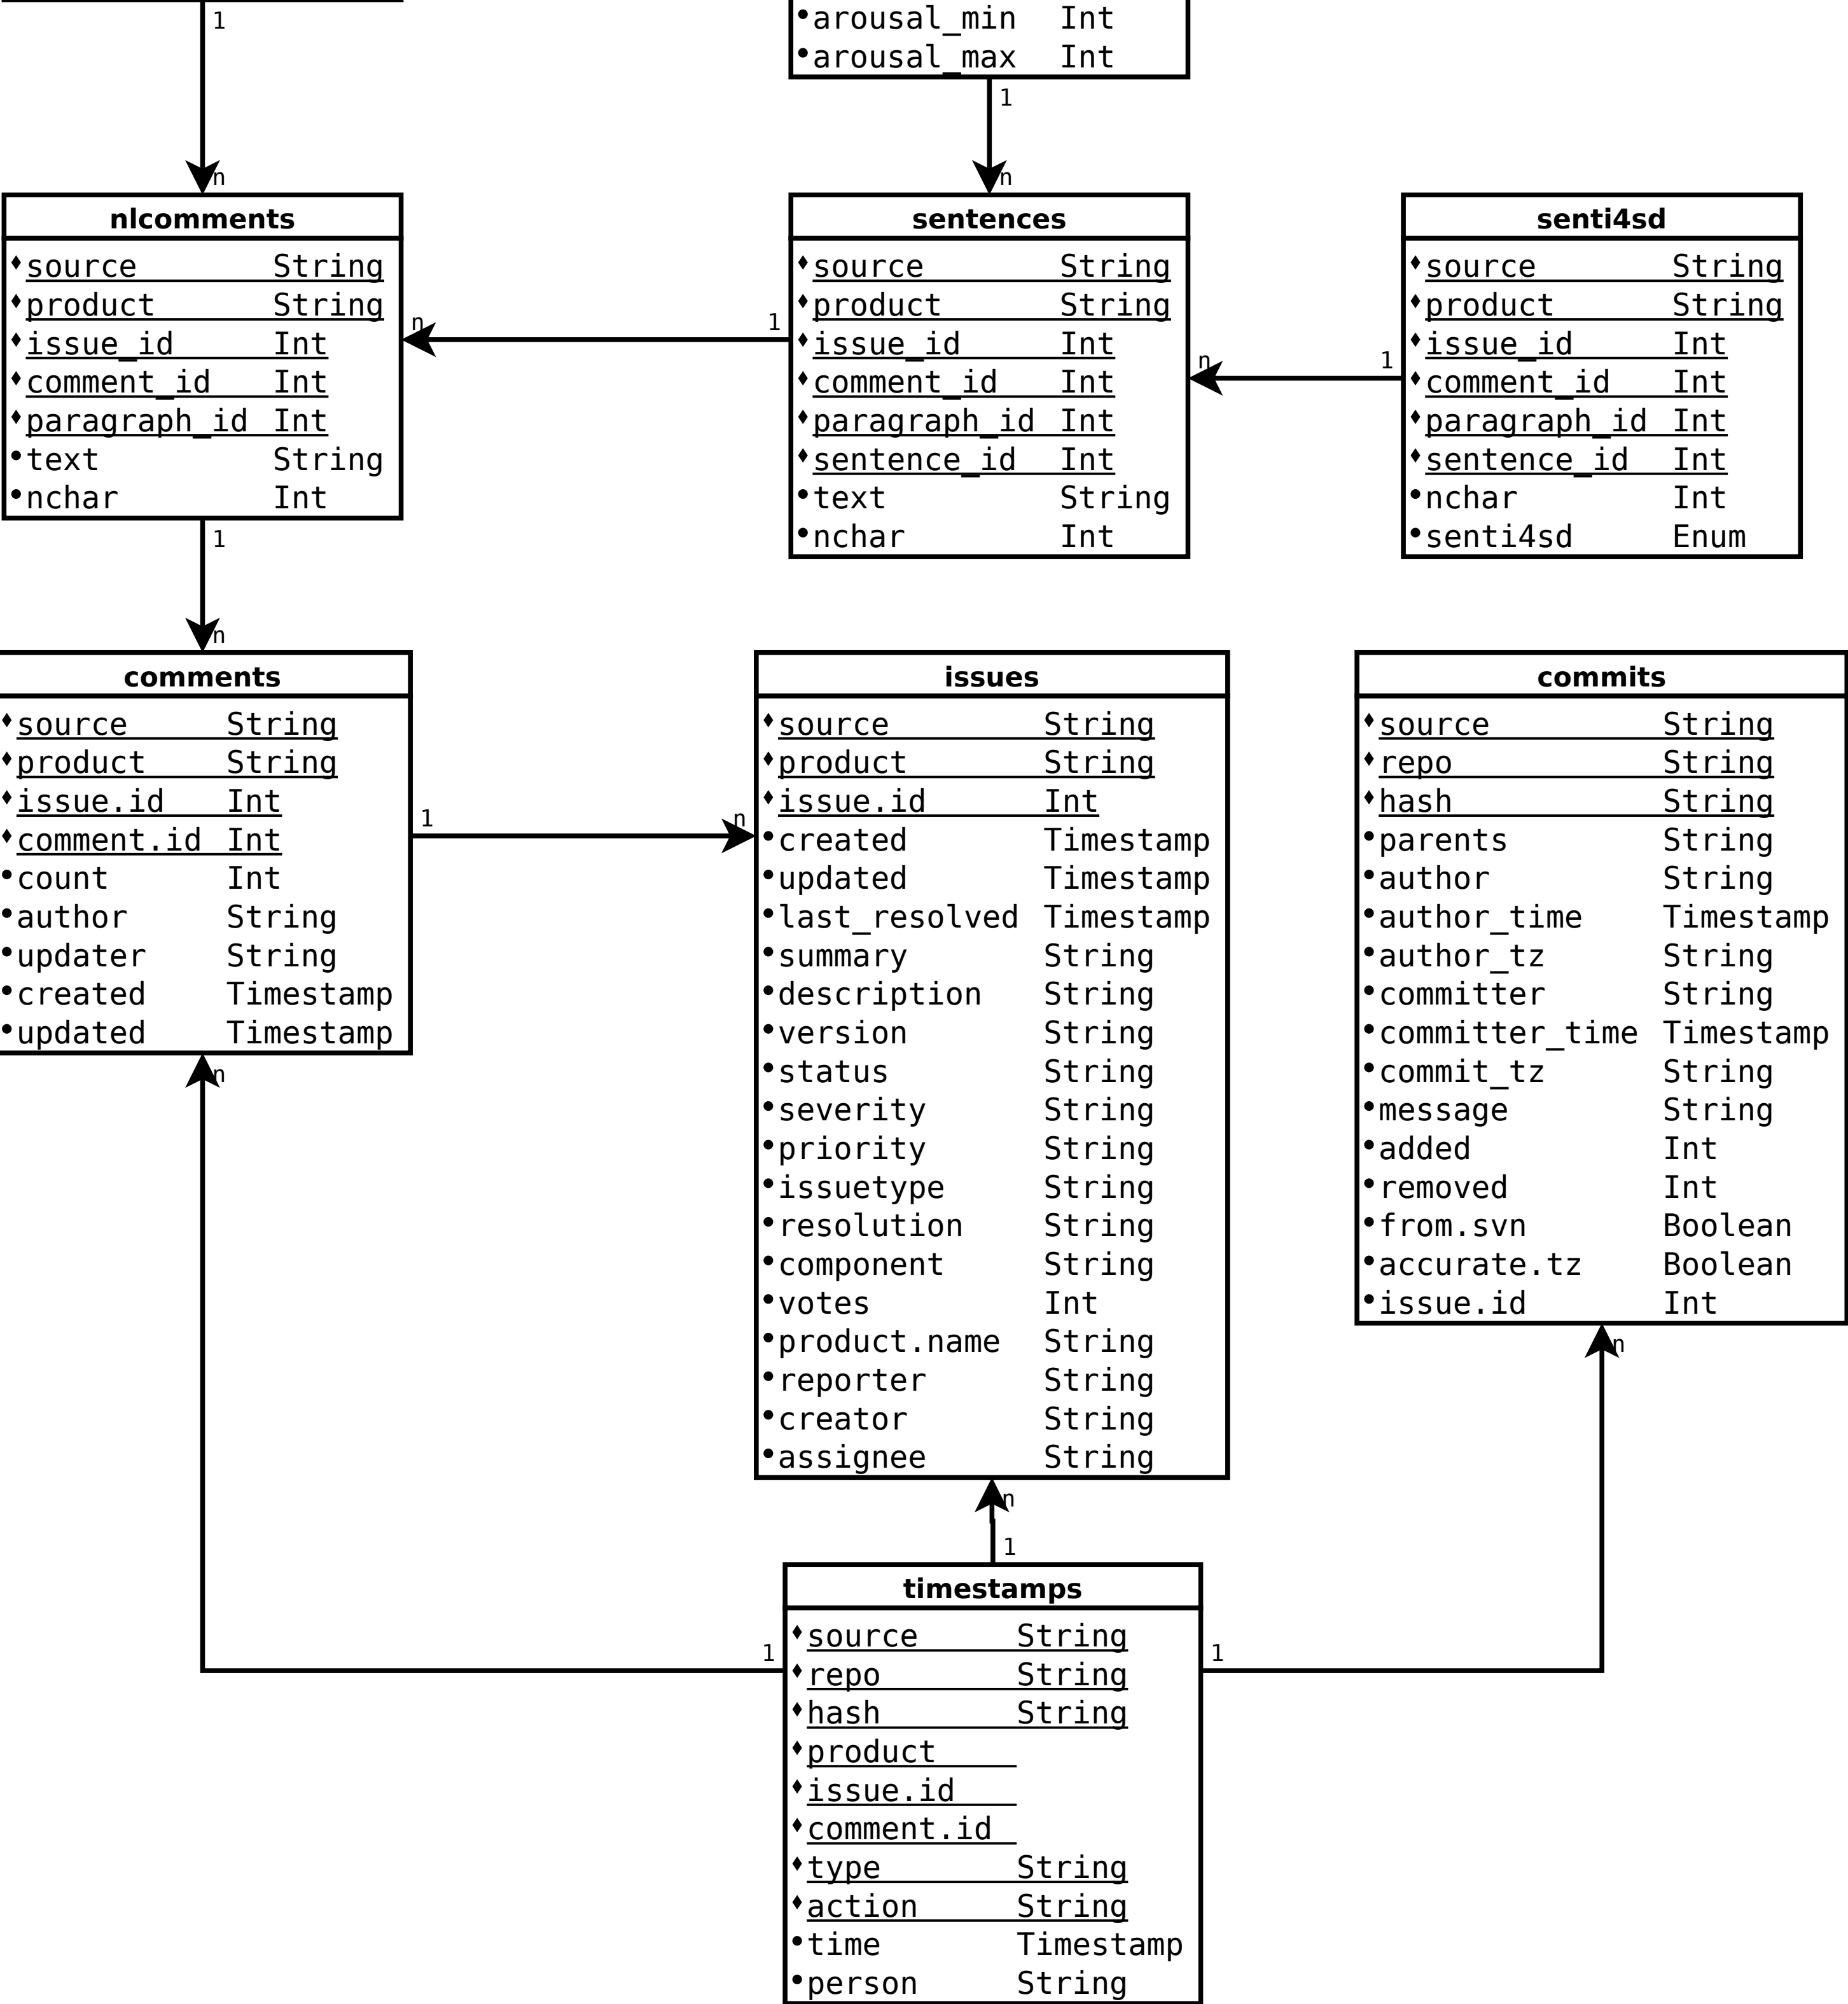 1
arousal_min Int
arousal_max Int
1
n
n
nlcomments
source String
product String
issue_id Int
comment_id Int
paragraph_id Int
text String
nchar Int
sentences
source String
product String
issue_id Int
comment_id Int
paragraph_id Int
sentence_id Int
text String
nchar Int
senti4sd
source String
product String
issue_id Int
comment_id Int
paragraph_id Int
sentence_id Int
nchar Int
senti4sd Enum
n
1
n
1
1
n
comments
source String
product String
issue.id Int
comment.id Int
count Int
author String
updater String
created Timestamp
updated Timestamp
1
n
issues
source String
product String
issue.id Int
created Timestamp
updated Timestamp
last_resolved Timestamp
summary String
description String
version String
status String
severity String
priority String
issuetype String
resolution String
component String
votes Int
product.name String
reporter String
creator String
assignee String
commits
source String
repo String
hash String
parents String
author String
author_time Timestamp
author_tz String
committer String
committer_time Timestamp
commit_tz String
message String
added Int
removed Int
from.svn Boolean
accurate.tz Boolean
issue.id Int
n
n
n
1
1
1
timestamps
source String
repo String
hash String
product
issue.id
comment.id
type String
action String
time Timestamp
person String